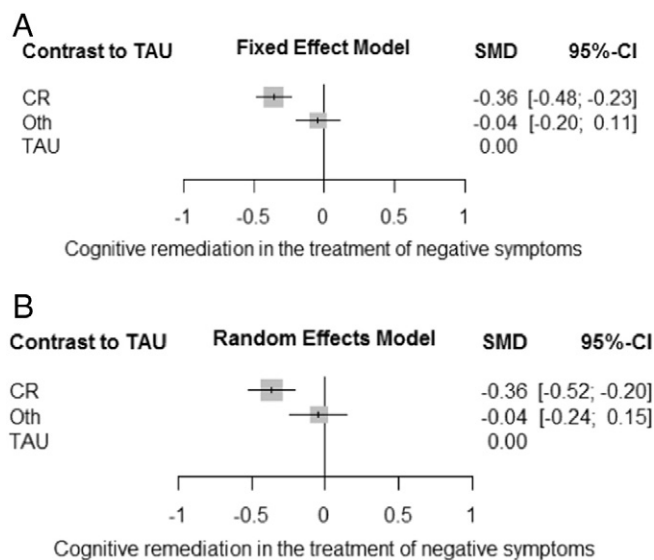 A
Contrast to TAU Fixed Effect Model SMD 95%-CI
CR -0.36 [-0.48; -0.23]
Oth -0.04 [-0.20; 0.11]
TAU 0.00
-1 -0.5 0 0.5 1
Cognitive remediation in the treatment of negative symptoms
B
Contrast to TAU Random Effects Model SMD 95%-CI
CR -0.36 [-0.52; -0.20]
Oth -0.04 [-0.24; 0.15]
TAU 0.00
-1 -0.5 0 0.5 1
Cognitive remediation in the treatment of negative symptoms